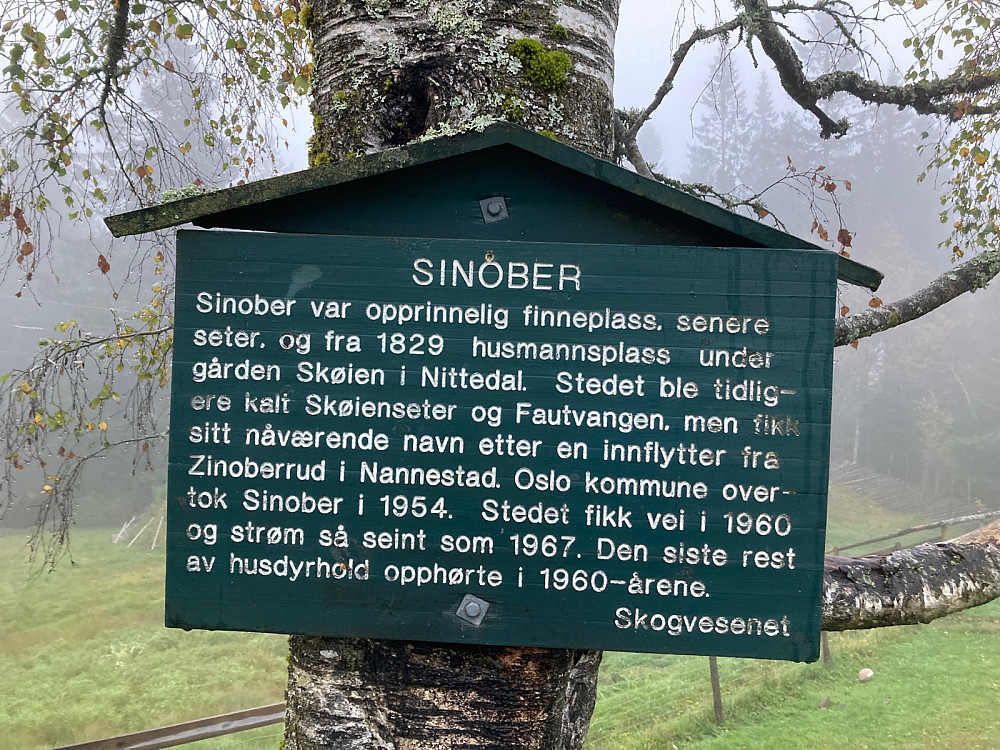 SINOBER
Sinober var opprinnelig finneplass, senere
seter, og fra 1829 husmannsplass under
gården Skøien i Nittedal. Stedet ble tidlig-
ere kalt Skøienseter og Fautvangen, men fikk
sitt nåværende navn etter en innflytter fra
Zinoberrud i Nannestad. Oslo kommune over-
tok Sinober i 1954. Stedet fikk vei i 1960
og strøm så seint som 1967. Den siste rest
av husdyrhold opphørte i 1960-årene.
Skogvesenet